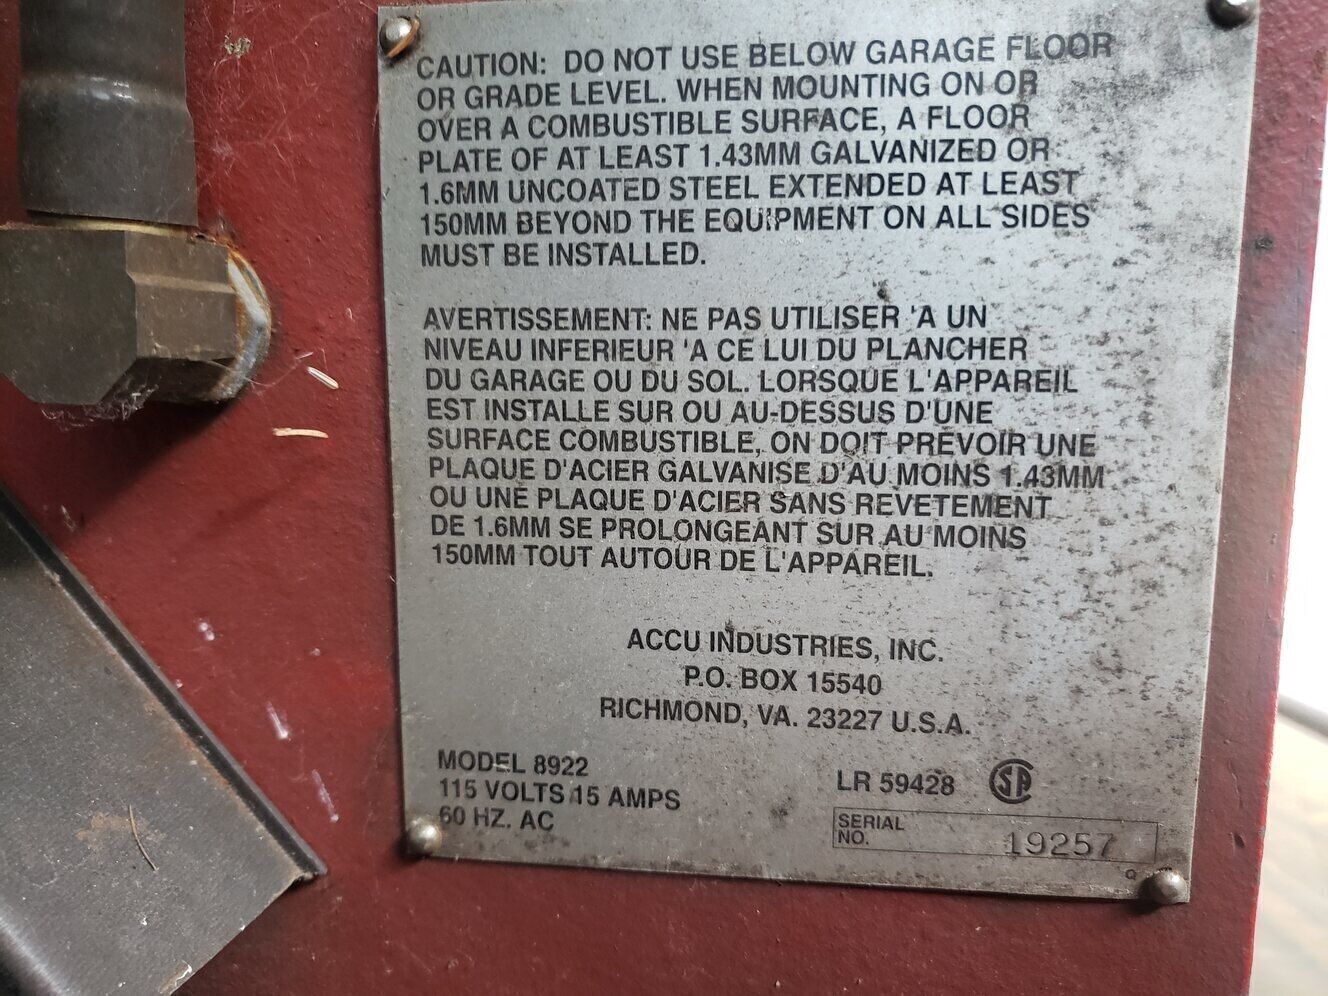 CAUTION: DO NOT USE BELOW GARAGE FLOOR
OR GRADE LEVEL. WHEN MOUNTING ON OR
OVER A COMBUSTIBLE SURFACE, A FLOOR
PLATE OF AT LEAST 1.43MM GALVANIZED OR
1.6MM UNCOATED STEEL EXTENDED AT LEAST
150MM BEYOND THE EQUIPMENT ON ALL SIDES
MUST BE INSTALLED.
AVERTISSEMENT: NE PAS UTILISER 'A UN
NIVEAU INFERIEUR 'A CE LUI DU PLANCHER
DU GARAGE OU DU SOL. LORSQUE L'APPAREIL
EST INSTALLE SUR OU AU-DESSUS D'UNE
SURFACE COMBUSTIBLE, ON DOIT PREVOIR UNE
PLAQUE D'ACIER GALVANISE D'AU MOINS 1.43MM
OU UNE PLAQUE D'ACIER SANS REVETEMENT
DE 1.6MM SE PROLONGEANT SUR AU MOINS
150MM TOUT AUTOUR DE L'APPAREIL.
ACCU INDUSTRIES, INC.
P.O. BOX 15540
RICHMOND, VA. 23227 U.S.A.
MODEL 8922
115 VOLTS 15 AMPS
60 HZ. AC
LR 59428 SA
SERIAL
NO. 19257
Q